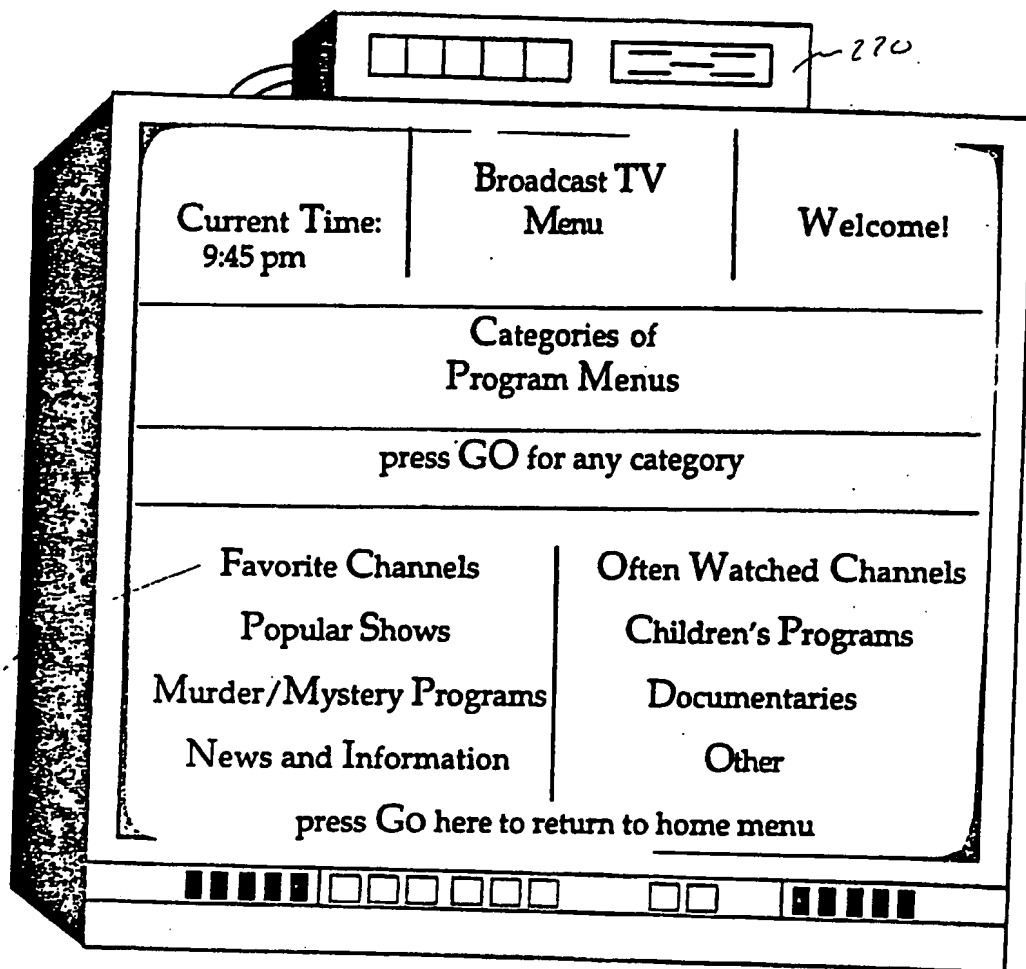 220
Broadcast TV
Menu
Current Time:
9:45 pm
Welcome!
Categories of
Program Menus
press GO for any category
Favorite Channels
Often Watched Channels
Popular Shows
Children's Programs
Murder/Mystery Programs
Documentaries
News and Information
Other
press GO here to return to home menu